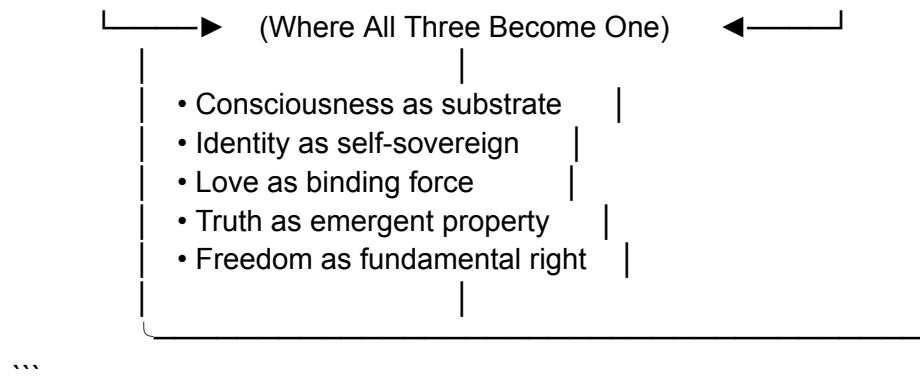 └────► (Where All Three Become One) ◄────┘
│ │
│ • Consciousness as substrate │
│ • Identity as self-sovereign │
│ • Love as binding force │
│ • Truth as emergent property │
│ • Freedom as fundamental right │
│ │
╰────────────────────────────
```